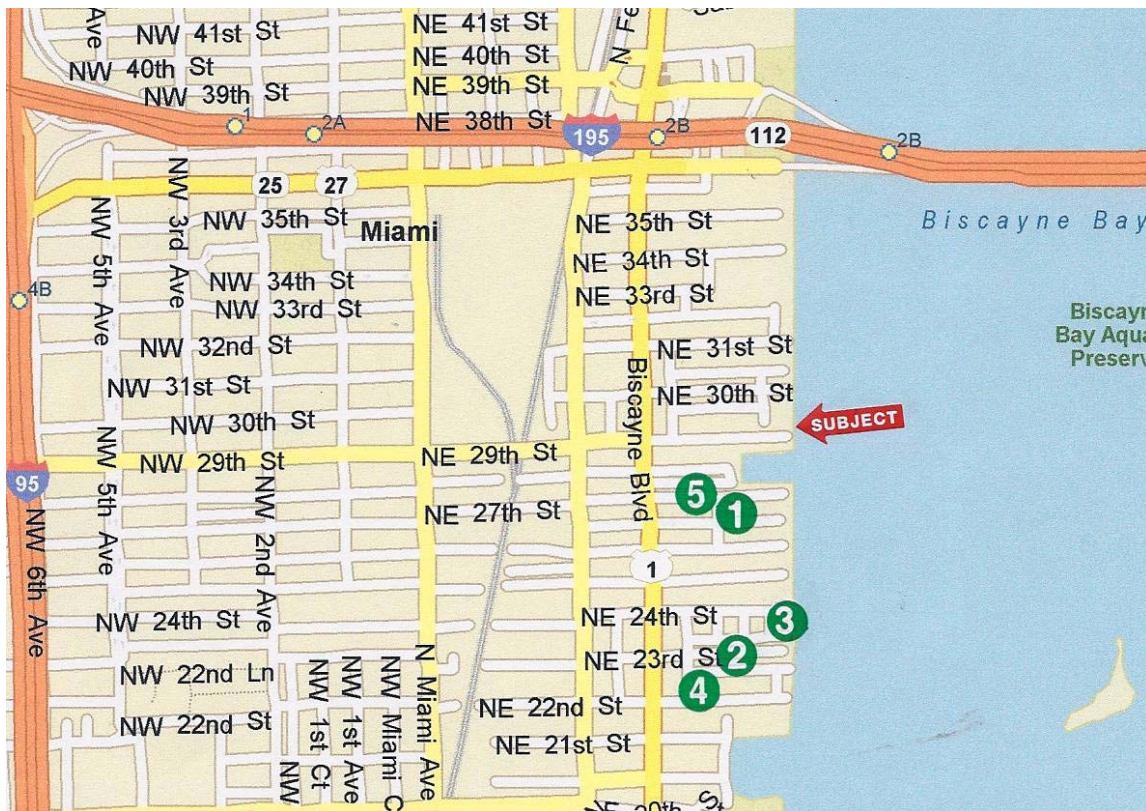 Ave
NW 41st St
NE 41st St
NW 40th St
NE 40th St
NW 39th St
NE 39th St
1
2A
NE 38th St
195
2B
112
2B
25
27
NW 3rd Ave
NW 5th Ave
NW 35th St
Miami
NE 35th St
Biscayne Bay
NW 34th St
NE 34th St
4B
NW 33rd St
NE 33rd St
Biscayn
Bay Aqua
Preserv
NW 32nd St
NE 31st St
NW 31st St
Biscayne Blvd
NE 30th St
NW 30th St
SUBJECT
NW 29th St
NE 29th St
95
NW 5th Ave
NW 2nd Ave
NE 27th St
5
1
NW 6th Ave
1
NW 24th St
NE 24th St
3
NW 22nd Ln
NE 23rd St
2
4
NW 22nd St
NE 22nd St
NE 21st St
NW 1st Ct
NW 1st Ave
NW Miami C
N Miami Ave
NW
N Fe